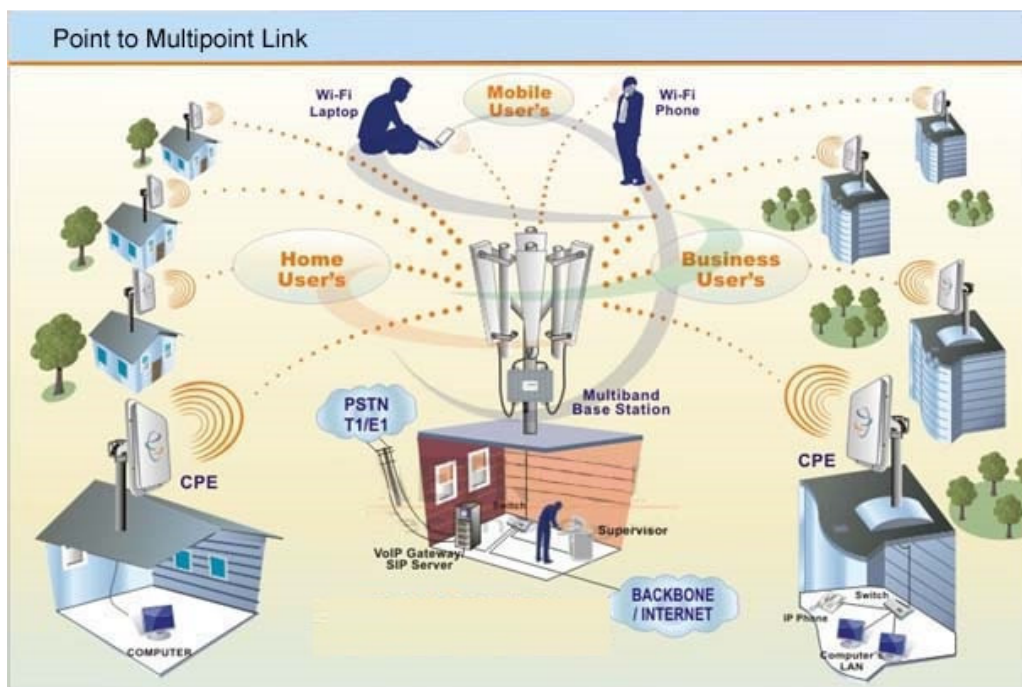 Point to Multipoint Link
Wi-Fi
Laptop
Mobile
User's
Wi-Fi
Phone
Home
User's
Business
User's
Multiband
Base Station
PSTN
T1/E1
CPE
CPE
Switch
Supervisor
VoIP Gateway/
SIP Server
BACKBONE
/ INTERNET
COMPUTER
Switch
IP Phone
Computer's
LAN